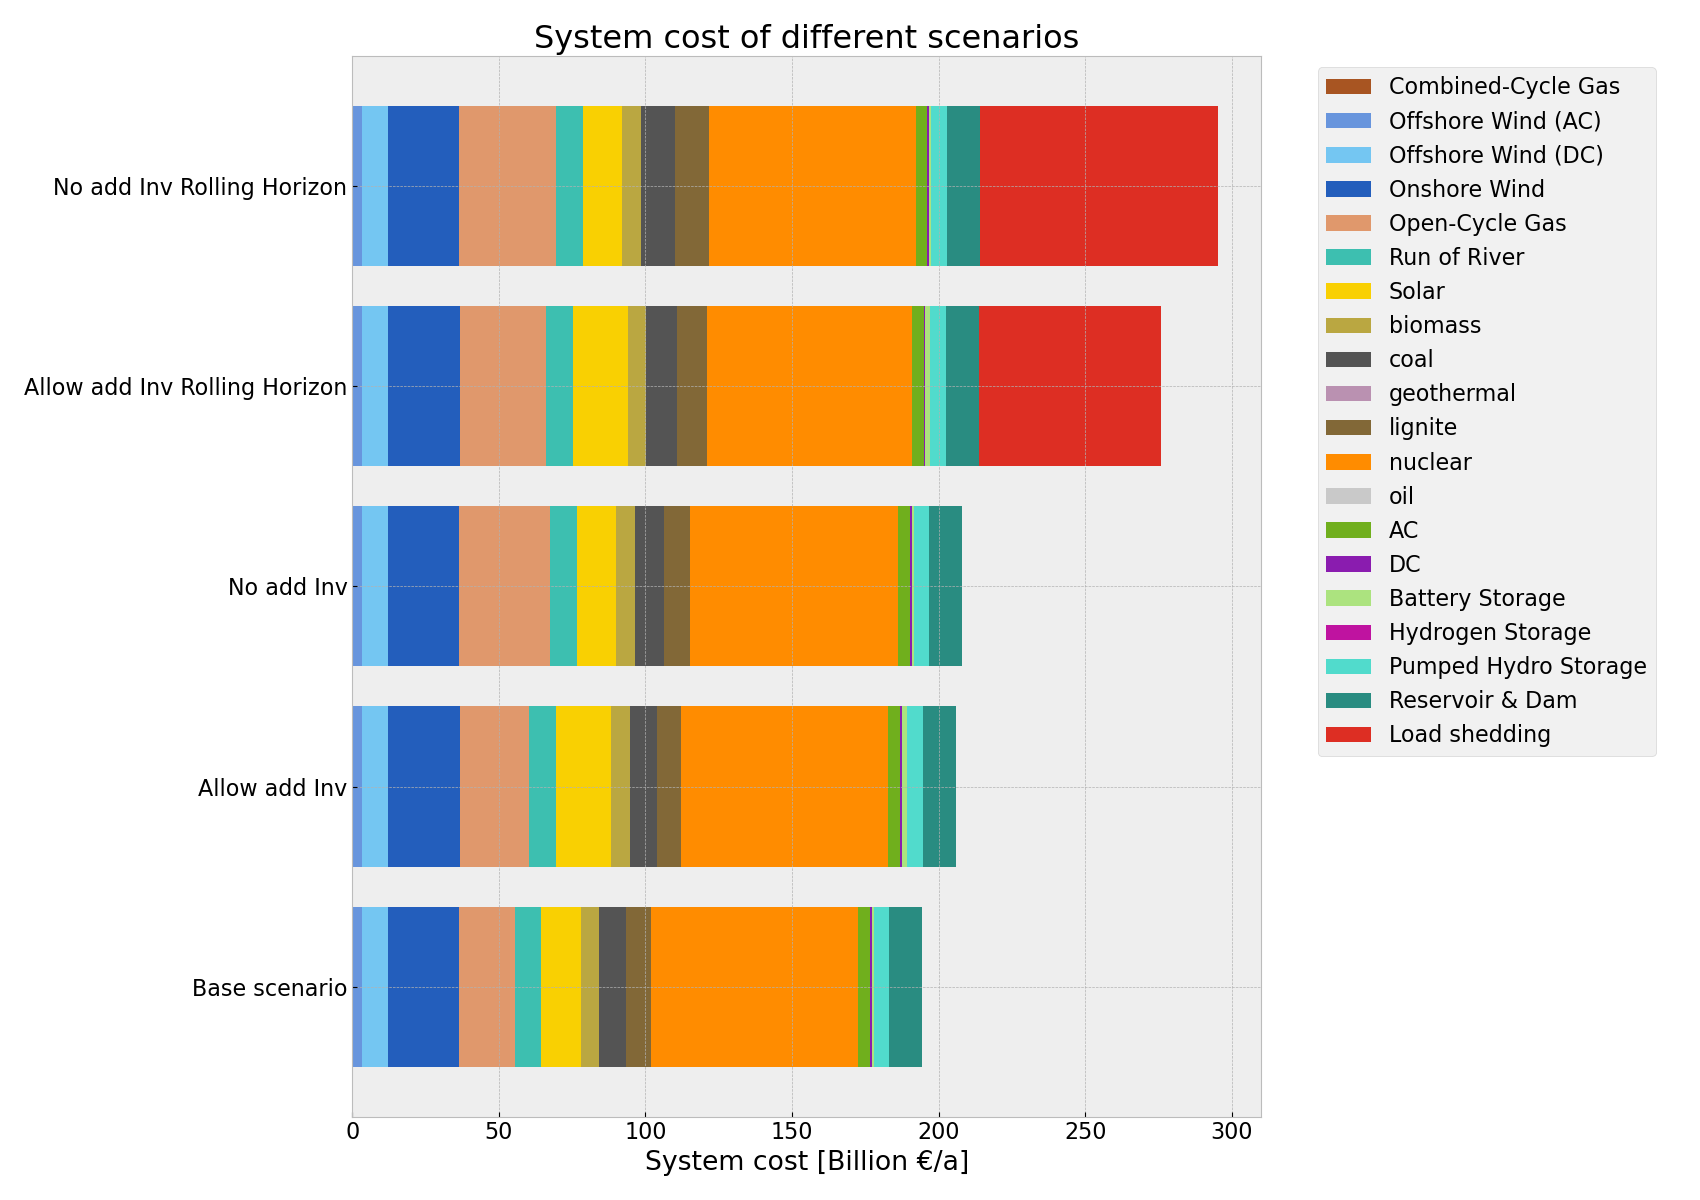 System cost of different scenarios
No add Inv Rolling Horizon
Allow add Inv Rolling Horizon
No add Inv
Allow add Inv
Base scenario
0 50 100 150 200 250 300
System cost [Billion €/a]
Combined-Cycle Gas
Offshore Wind (AC)
Offshore Wind (DC)
Onshore Wind
Open-Cycle Gas
Run of River
Solar
biomass
coal
geothermal
lignite
nuclear
oil
AC
DC
Battery Storage
Hydrogen Storage
Pumped Hydro Storage
Reservoir & Dam
Load shedding